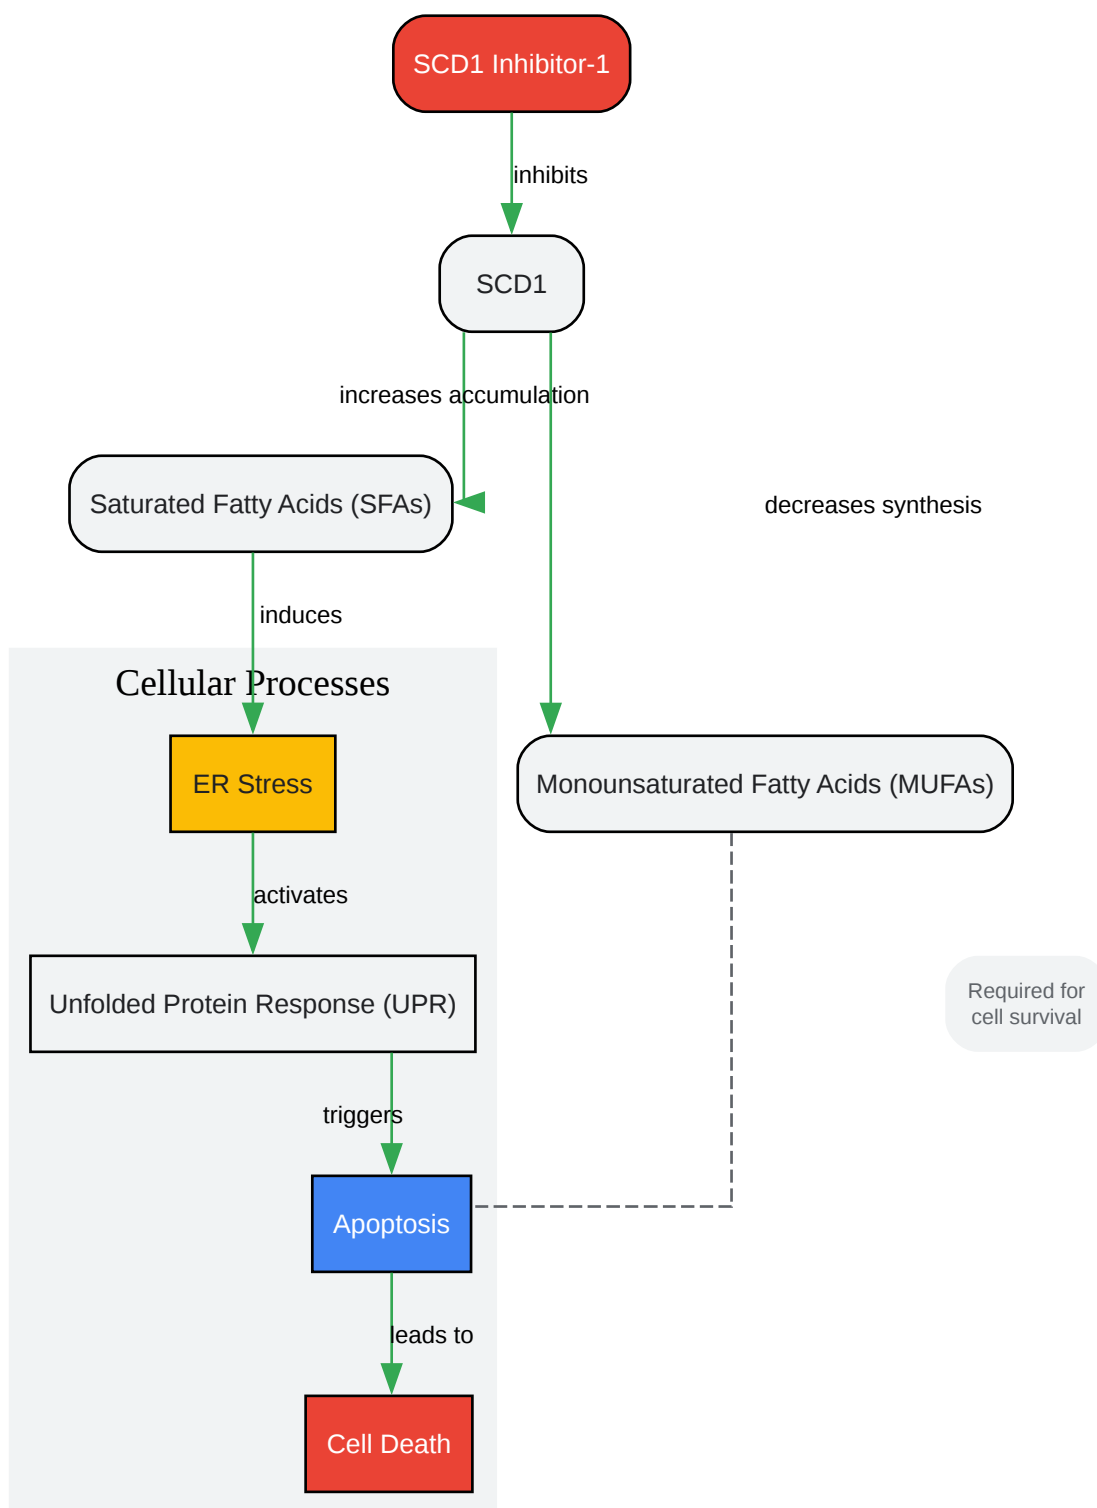 SCD1 Inhibitor-1
inhibits
SCD1
increases accumulation
Saturated Fatty Acids (SFAs)
decreases synthesis
induces
Cellular Processes
ER Stress
Monounsaturated Fatty Acids (MUFAs)
activates
Unfolded Protein Response (UPR)
Required for
cell survival
triggers
Apoptosis
leads to
Cell Death